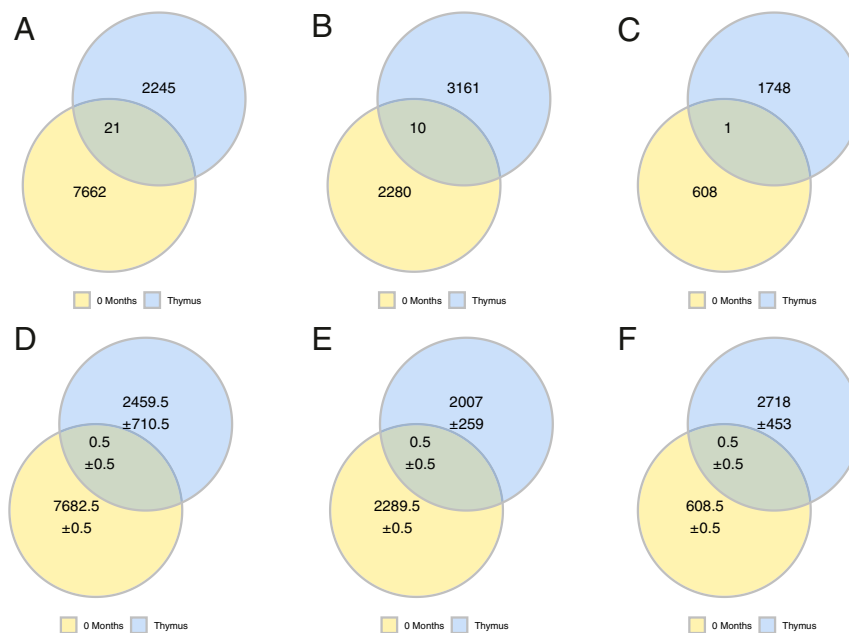 A
2245
21
7662
0 Months
Thymus
B
3161
10
2280
0 Months
Thymus
C
1748
1
608
0 Months
Thymus
D
2459.5
±710.5
0.5
±0.5
7682.5
±0.5
0 Months
Thymus
E
2007
±259
0.5
±0.5
2289.5
±0.5
0 Months
Thymus
F
2718
±453
0.5
±0.5
608.5
±0.5
0 Months
Thymus